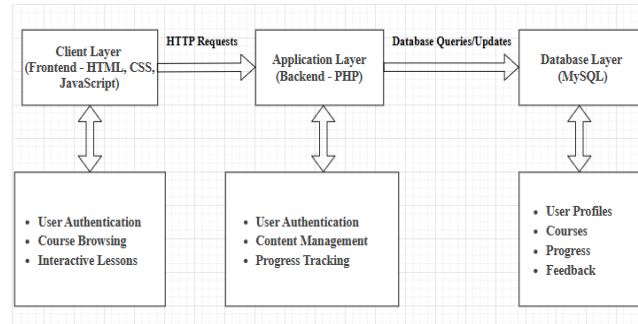 HTTP Requests
Database Queries/Updates
Client Layer
(Frontend - HTML, CSS,
JavaScript)
Application Layer
(Backend - PHP)
Database Layer
(MySQL)
• User Authentication
• Course Browsing
• Interactive Lessons
• User Authentication
• Content Management
• Progress Tracking
• User Profiles
• Courses
• Progress
• Feedback